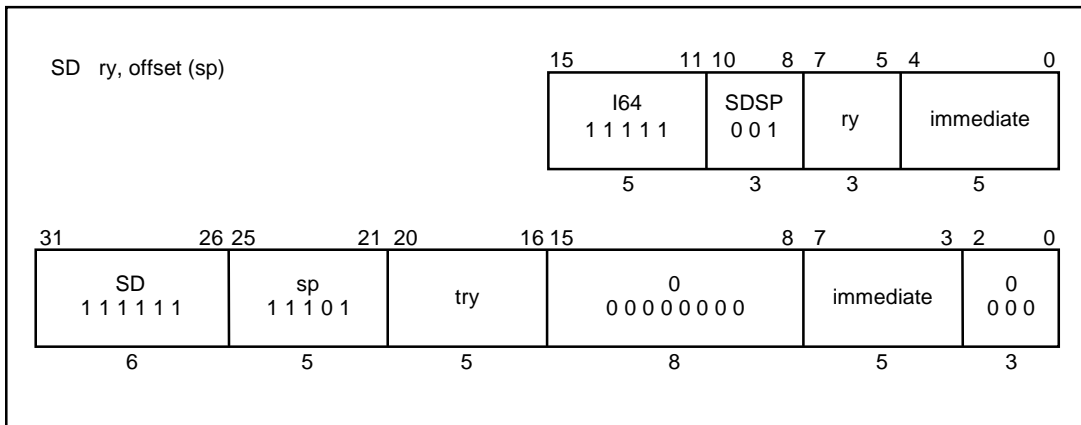 SD ry, offset (sp)
15 11 10 8 7 5 4 0
I64 SDSP ry immediate
1 1 1 1 1 0 0 1
5 3 3 5
31 26 25 21 20 16 15 8 7 3 2 0
SD sp try 0 immediate 0
1 1 1 1 1 1 1 1 1 0 1 0 0 0 0 0 0 0 0 0 0 0
6 5 5 8 5 3